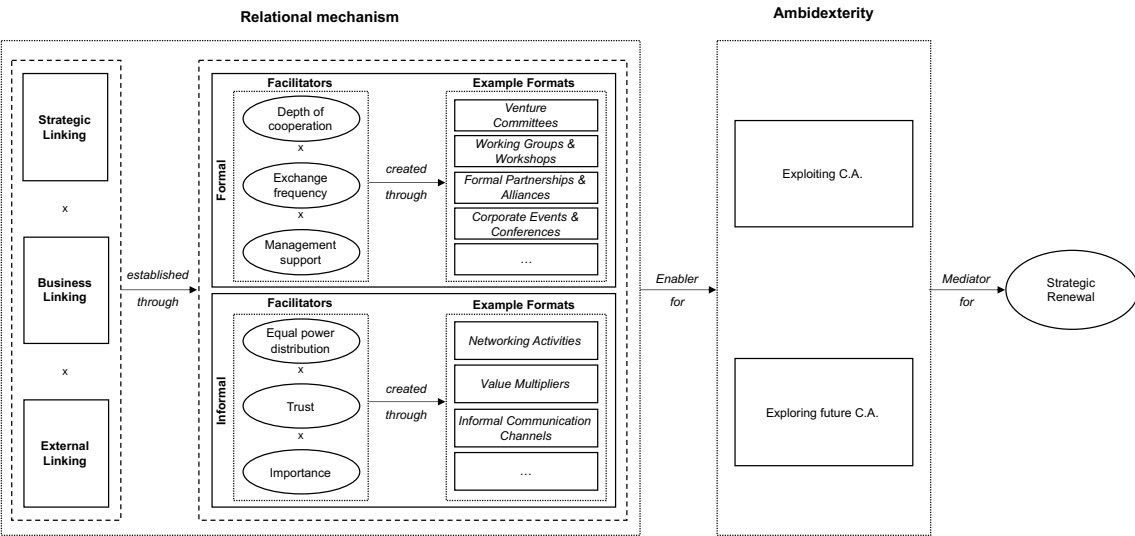 Relational mechanism
Ambidexterity
Strategic
Linking
x
Business
Linking
x
External
Linking
established
through
Formal
Facilitators
Depth of
cooperation
x
Exchange
frequency
x
Management
support
created
through
Example Formats
Venture
Committees
Working Groups &
Workshops
Formal Partnerships &
Alliances
Corporate Events &
Conferences
…
Informal
Facilitators
Equal power
distribution
x
Trust
x
Importance
created
through
Example Formats
Networking Activities
Value Multipliers
Informal Communication
Channels
…
Enabler
for
Exploiting C.A.
Exploring future C.A.
Mediator
for
Strategic
Renewal